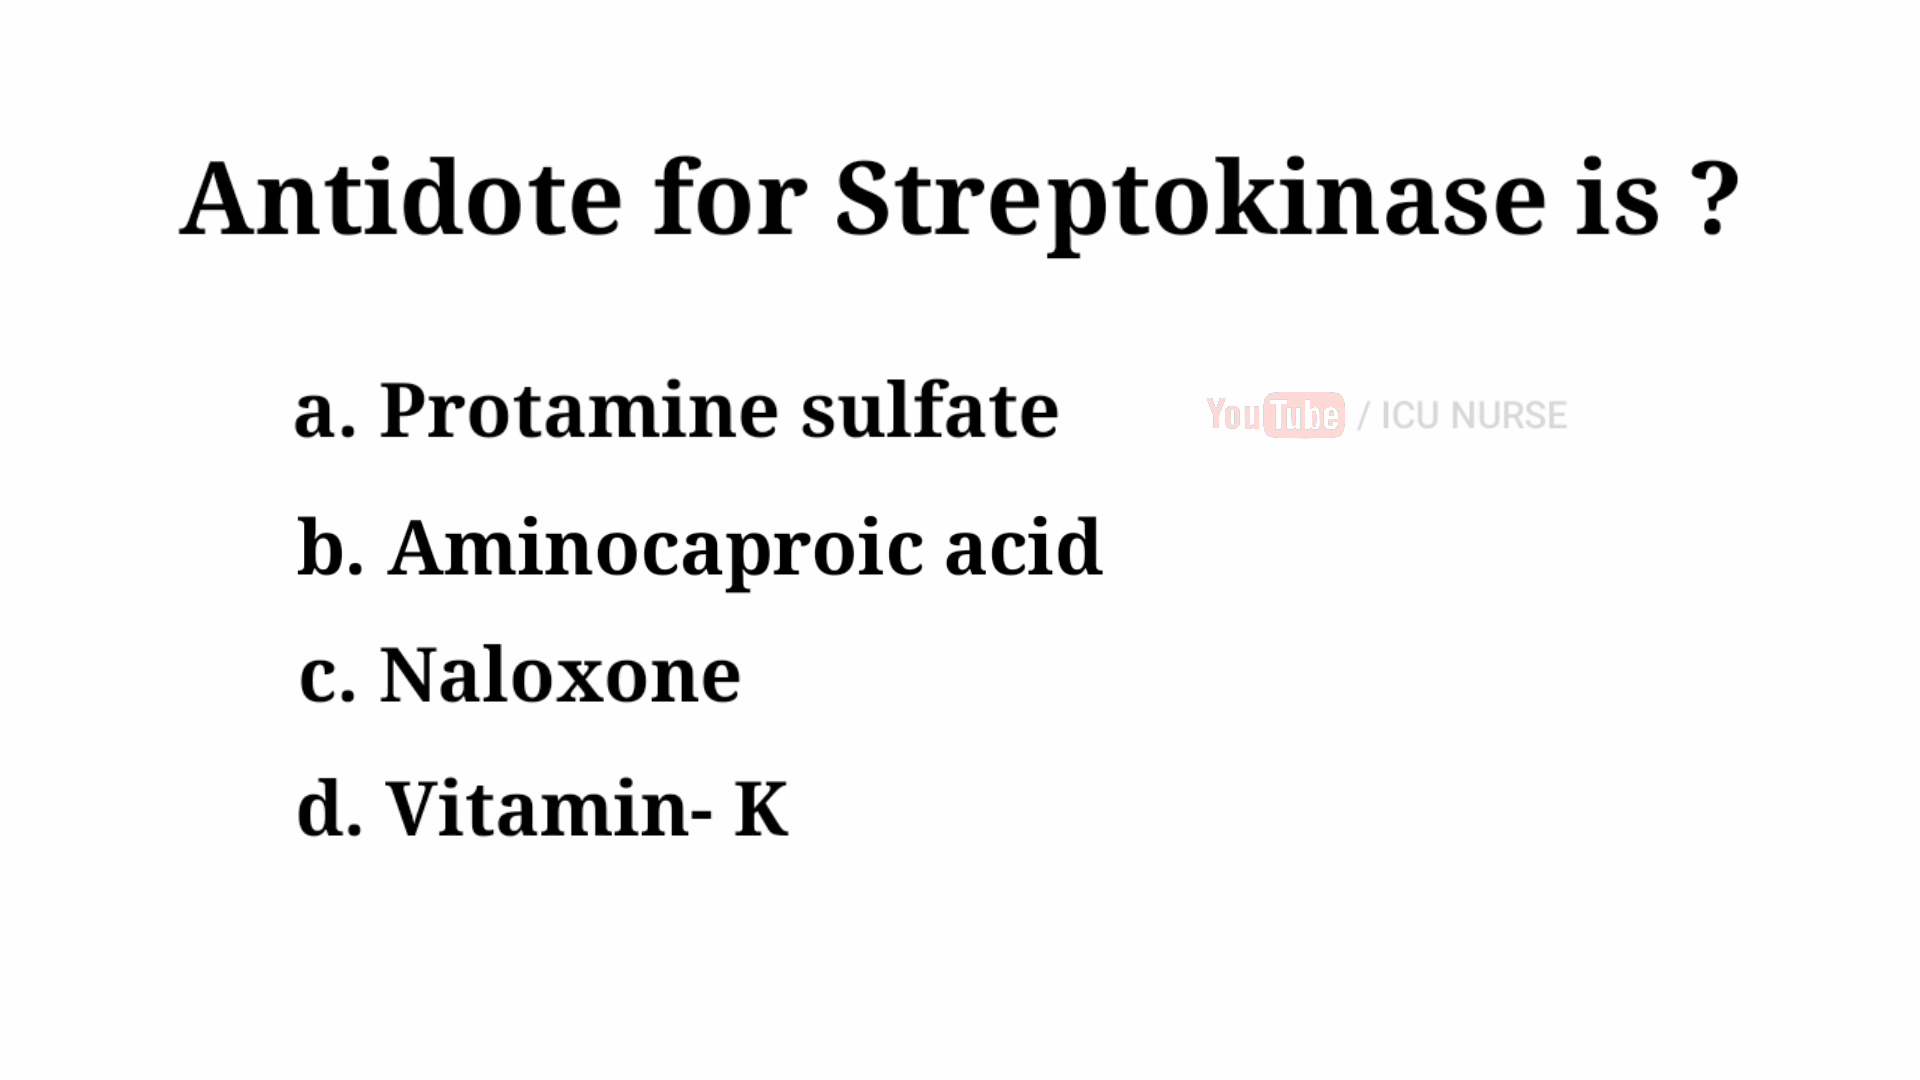 Antidote for Streptokinase is ?
a. Protamine sulfate
YouTube / ICU NURSE
b. Aminocaproic acid
c. Naloxone
d. Vitamin- K